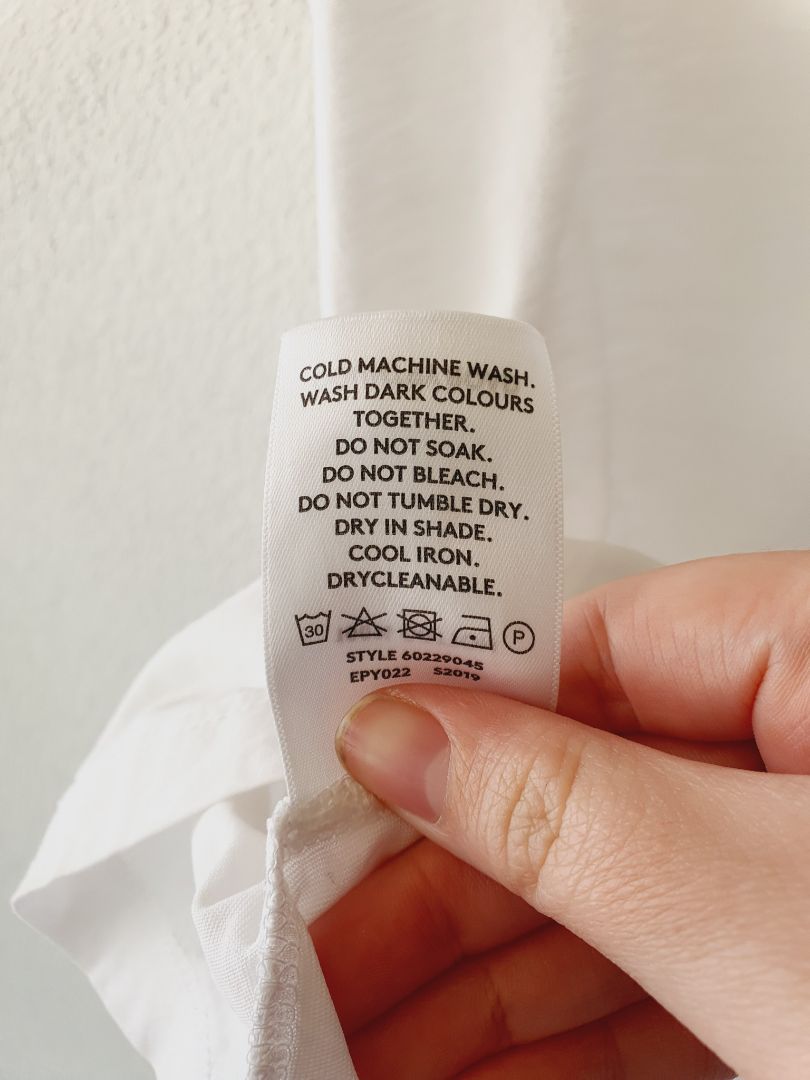 COLD MACHINE WASH.
WASH DARK COLOURS
TOGETHER.
DO NOT SOAK.
DO NOT BLEACH.
DO NOT TUMBLE DRY.
DRY IN SHADE.
COOL IRON.
DRYCLEANABLE.
30 P
STYLE 60229045
EPY022 S2019